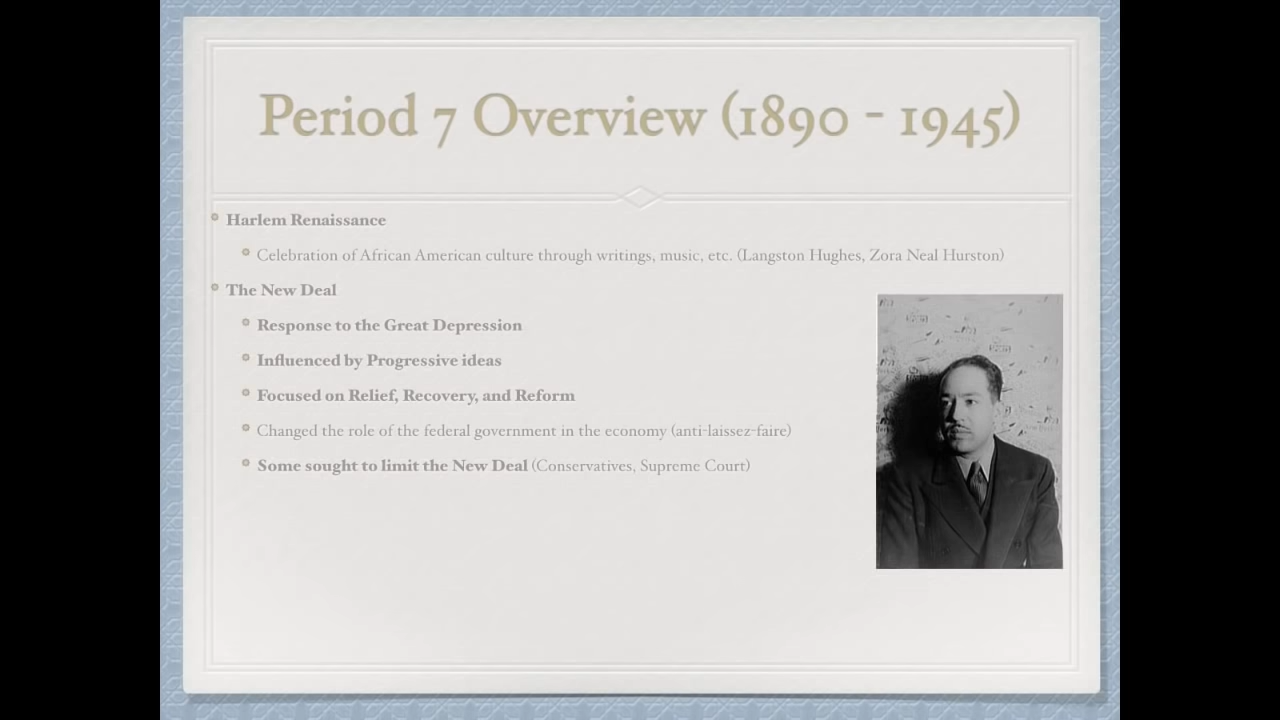 Period 7 Overview (1890 - 1945)
Harlem Renaissance
Celebration of African American culture through writings, music, etc. (Langston Hughes, Zora Neal Hurston)
The New Deal
Response to the Great Depression
Influenced by Progressive ideas
Focused on Relief, Recovery, and Reform
Changed the role of the federal government in the economy (anti-laissez-faire)
Some sought to limit the New Deal (Conservatives, Supreme Court)